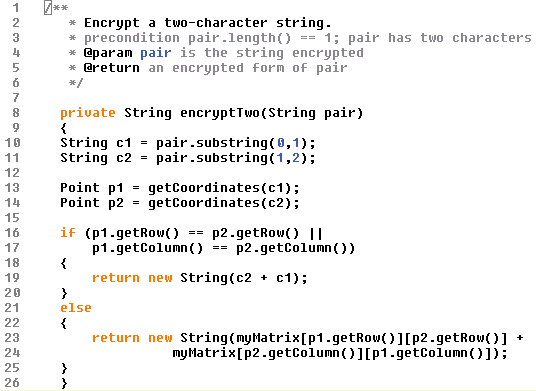 1 /**
2 * Encrypt a two-character string.
3 * precondition pair.length() == 1; pair has two characters
4 * @param pair is the string encrypted
5 * @return an encrypted form of pair
6 */
7
8 private String encryptTwo(String pair)
9 {
10 String c1 = pair.substring(0,1);
11 String c2 = pair.substring(1,2);
12
13 Point p1 = getCoordinates(c1);
14 Point p2 = getCoordinates(c2);
15
16 if (p1.getRow() == p2.getRow() ||
17 p1.getColumn() == p2.getColumn())
18 {
19 return new String(c2 + c1);
20 }
21 else
22 {
23 return new String(myMatrix[p1.getRow()][p2.getRow()] +
24 myMatrix[p2.getColumn()][p1.getColumn()]);
25 }
26 }